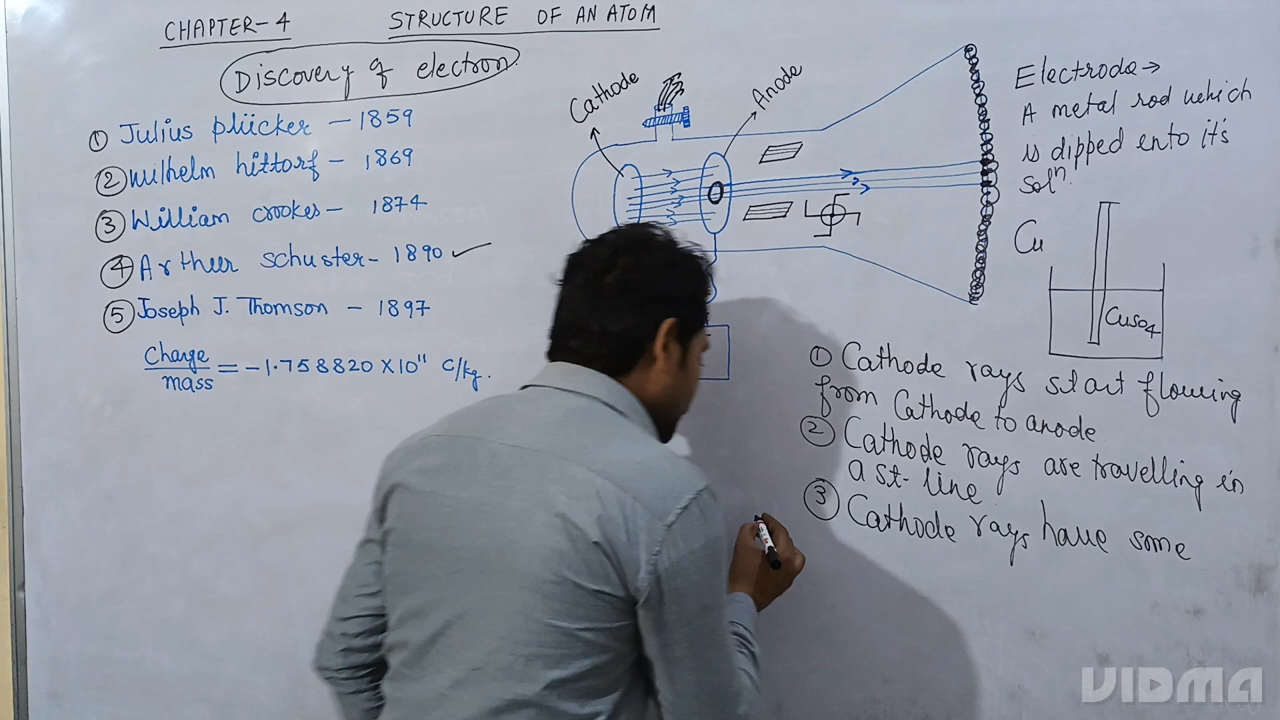 CHAPTER-4 STRUCTURE OF AN ATOM
Discovery of electron
① Julius plücker - 1859
② Wilhelm hittorf - 1869
③ William crookes - 1874
④ Arthur schuster - 1890 ✓
⑤ Joseph J. Thomson - 1897
Charge
mass
= -1.758820 X 10¹¹ C/kg.
Cathode
Anode
Electrode →
A metal rod which
is dipped ento it's
solⁿ.
Cu
CuSO4
① Cathode rays start flowing
from Cathode to anode
② Cathode rays are travelling in
a st- line
③ Cathode rays have some
VIDMA